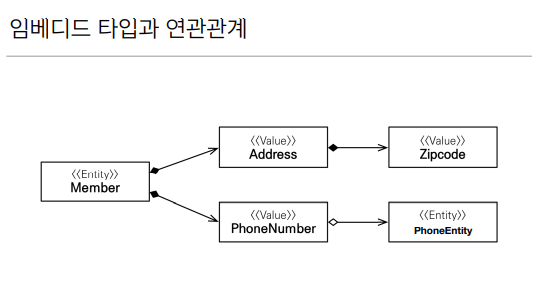 임베디드 타입과 연관관계
<<Value>>
Address
<<Value>>
Zipcode
<<Entity>>
Member
<<Value>>
PhoneNumber
<<Entity>>
PhoneEntity